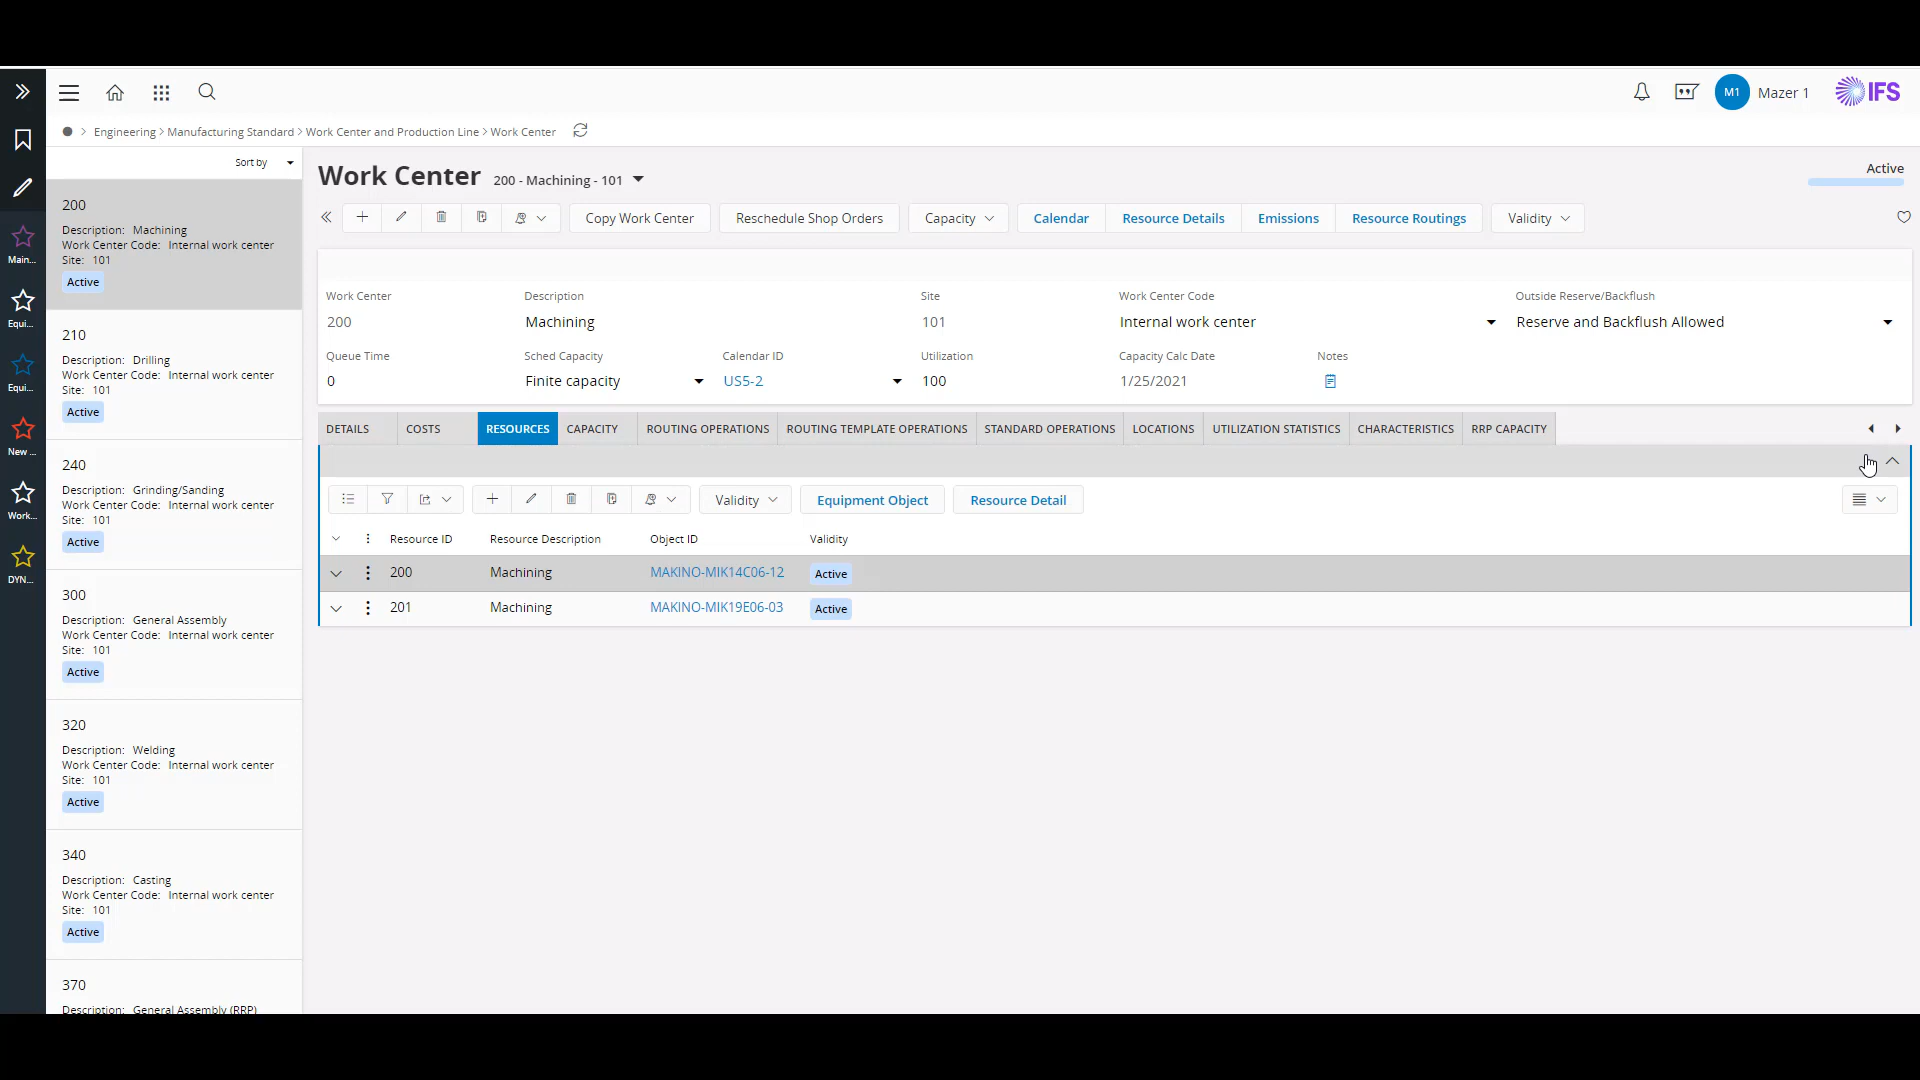 M1 Mazer 1 IFS
Engineering > Manufacturing Standard > Work Center and Production Line > Work Center
Sort by
200
Description: Machining
Work Center Code: Internal work center
Site: 101
Active
210
Description: Drilling
Work Center Code: Internal work center
Site: 101
Active
240
Description: Grinding/Sanding
Work Center Code: Internal work center
Site: 101
Active
300
Description: General Assembly
Work Center Code: Internal work center
Site: 101
Active
320
Description: Welding
Work Center Code: Internal work center
Site: 101
Active
340
Description: Casting
Work Center Code: Internal work center
Site: 101
Active
370
Description: General Assembly (RRP)
Main...
Equi...
Equi...
New ...
Work...
DYN...
Work Center 200 - Machining - 101
Active
Copy Work Center Reschedule Shop Orders Capacity Calendar Resource Details Emissions Resource Routings Validity
Work Center Description Site Work Center Code Outside Reserve/Backflush
200 Machining 101 Internal work center Reserve and Backflush Allowed
Queue Time Sched Capacity Calendar ID Utilization Capacity Calc Date Notes
0 Finite capacity US5-2 100 1/25/2021
DETAILS COSTS RESOURCES CAPACITY ROUTING OPERATIONS ROUTING TEMPLATE OPERATIONS STANDARD OPERATIONS LOCATIONS UTILIZATION STATISTICS CHARACTERISTICS RRP CAPACITY
Validity Equipment Object Resource Detail
Resource ID Resource Description Object ID Validity
200 Machining MAKINO-MIK14C06-12 Active
201 Machining MAKINO-MIK19E06-03 Active